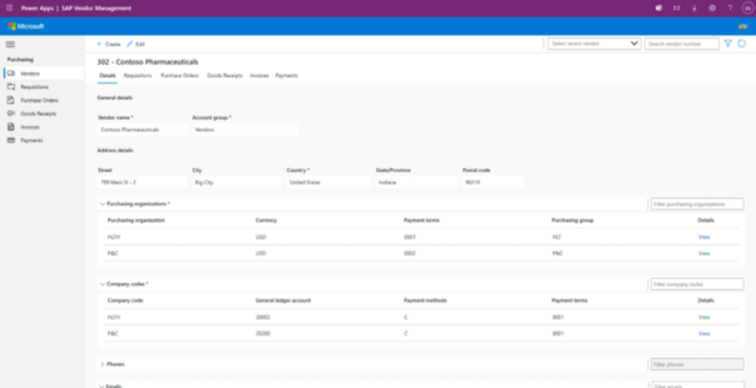 Power Apps | SAP Vendor Management
Microsoft
Create Edit Select recent vendor Search vendor number
302 - Contoso Pharmaceuticals
Details Requisitions Purchase Orders Goods Receipts Invoices Payments
Purchasing
Vendors
Requisitions
Purchase Orders
Goods Receipts
Invoices
Payments
General details
Vendor name * Account group *
Contoso Pharmaceuticals Vendors
Address details
Street City Country * State/Province Postal code
789 Main St - 2 Big City United States Indiana 90219
Purchasing organizations * Filter purchasing organizations
Purchasing organization Currency Payment terms Purchasing group Details
HLTH USD 0001 HLT View
P&C USD 0002 P&C View
Company codes * Filter company codes
Company code General ledger account Payment methods Payment terms Details
HLTH C 0001 View
P&C C 0001 View
Phones Filter phones
Emails Filter emails